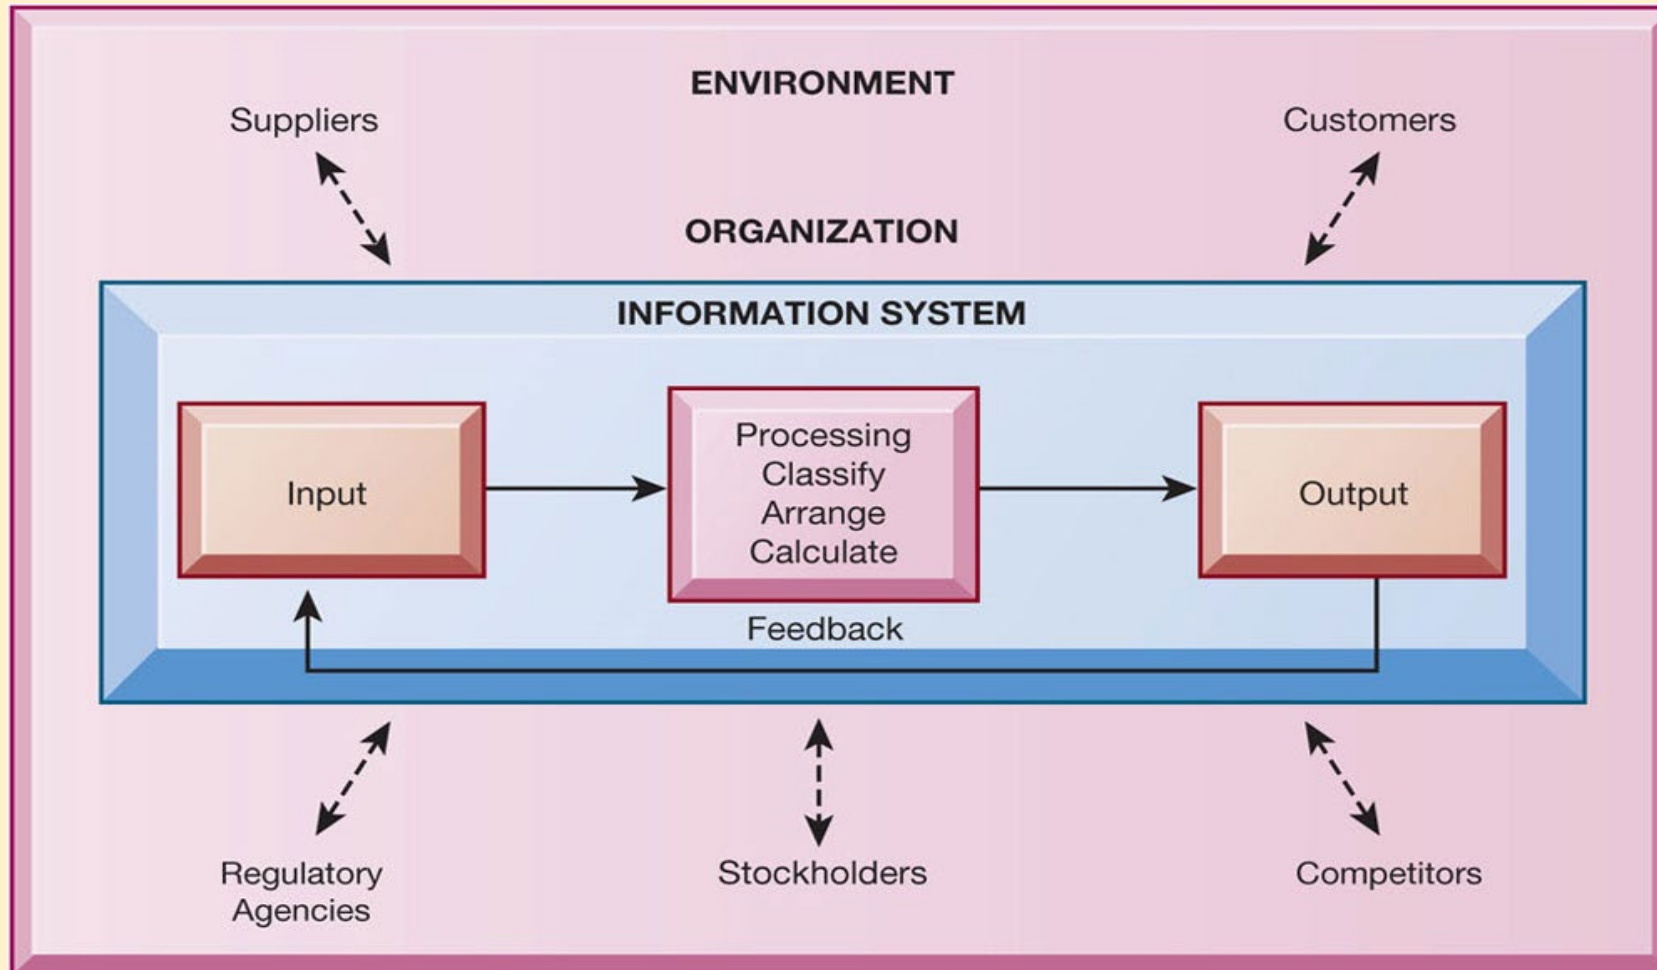 ENVIRONMENT
Suppliers
Customers
ORGANIZATION
INFORMATION SYSTEM
Input
Processing
Classify
Arrange
Calculate
Output
Feedback
Regulatory
Agencies
Stockholders
Competitors